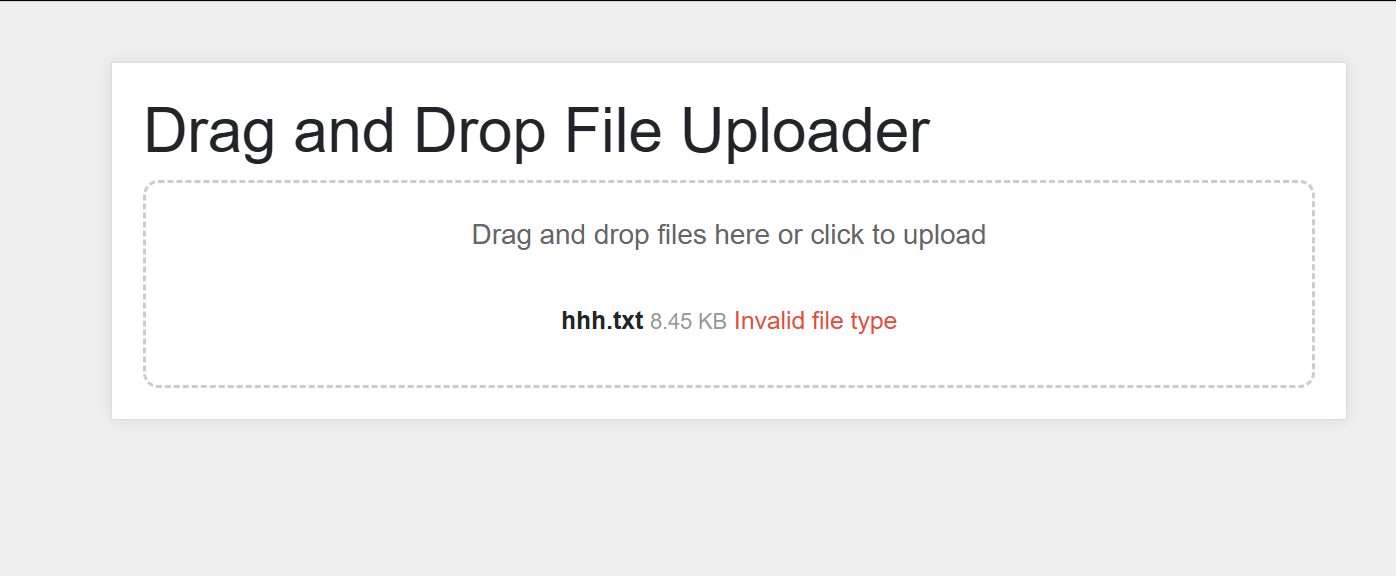 Drag and Drop File Uploader
Drag and drop files here or click to upload
hhh.txt 8.45 KB Invalid file type